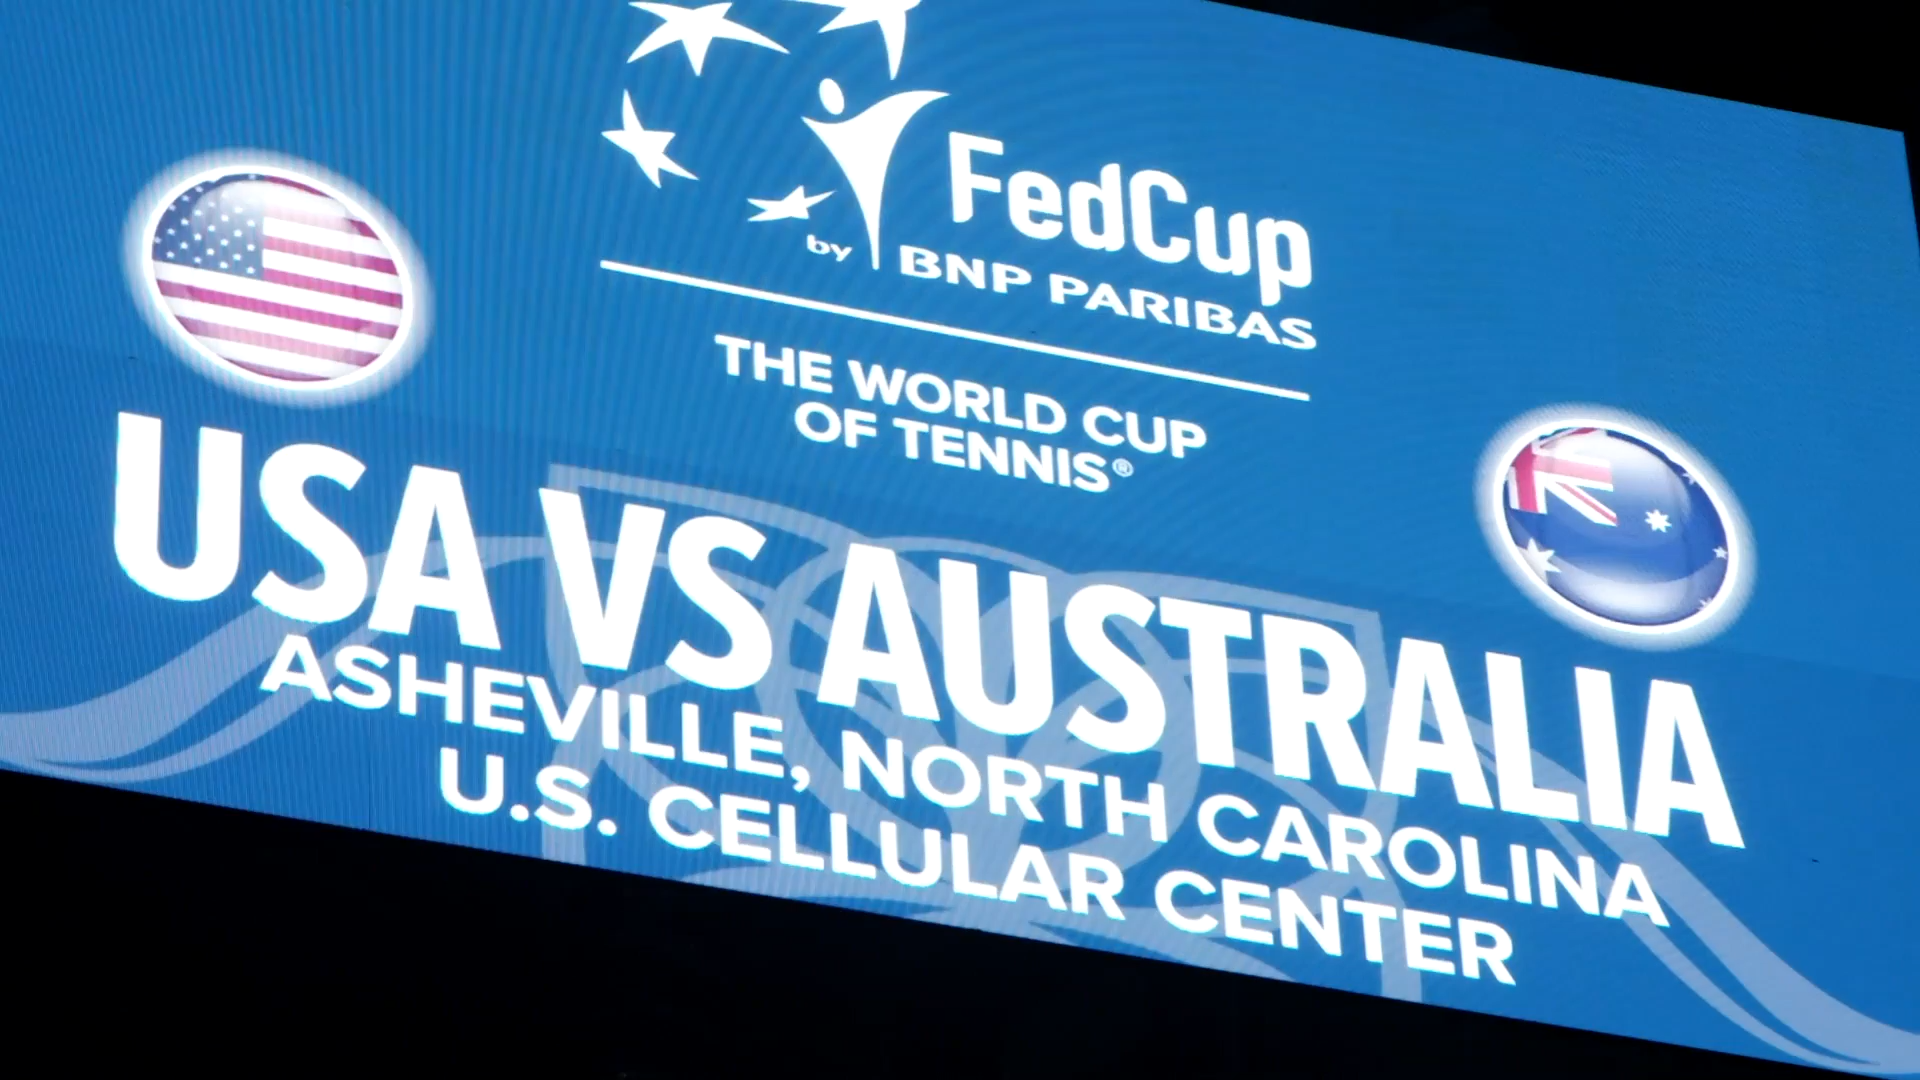 FedCup
by BNP PARIBAS
THE WORLD CUP
OF TENNIS®
USA VS AUSTRALIA
ASHEVILLE, NORTH CAROLINA
U.S. CELLULAR CENTER